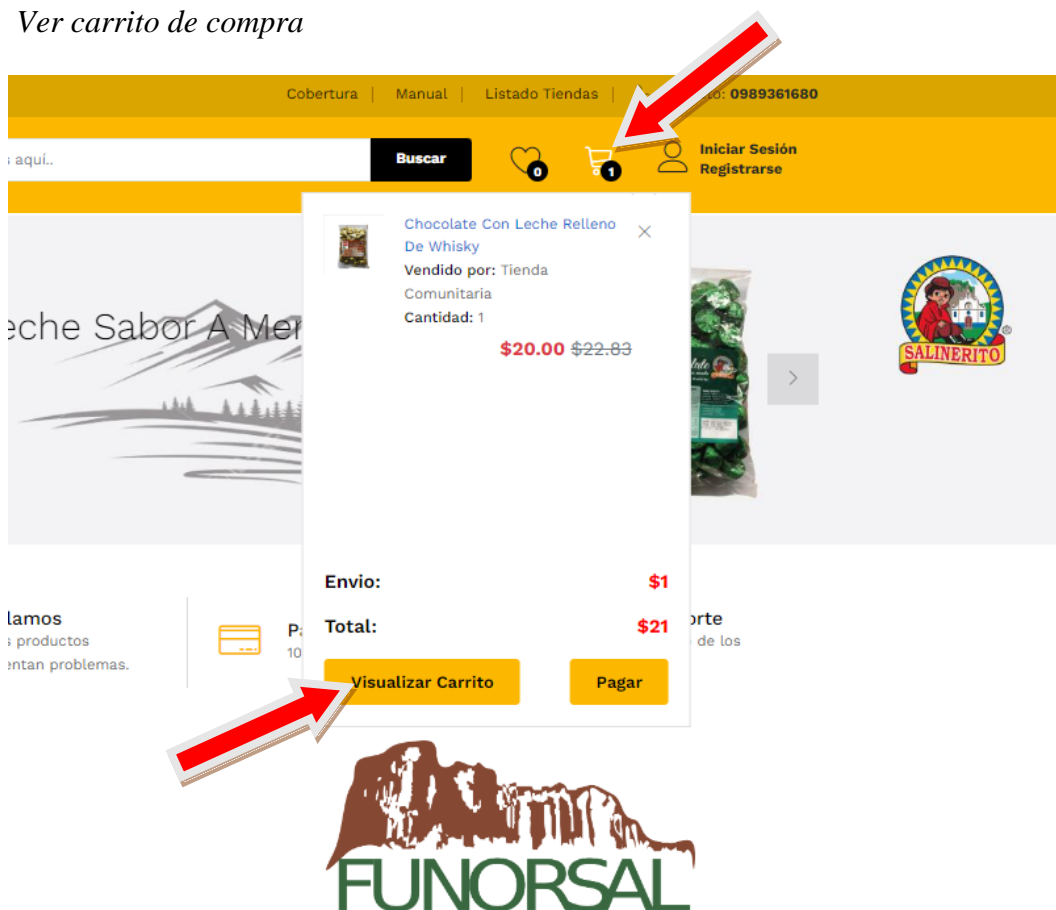 Ver carrito de compra
Cobertura | Manual | Listado Tiendas |
0989361680
aquí..
Buscar
0
1
Iniciar Sesión
Registrarse
Chocolate Con Leche Relleno
De Whisky
Vendido por: Tienda
Comunitaria
Cantidad: 1
$20.00 $22.83
eche Sabor A Men
SALINERITO
®
Envio:
$1
Total:
$21
lamos
productos
entan problemas.
10
orte
de los
Visualizar Carrito
Pagar
FUNORSAL